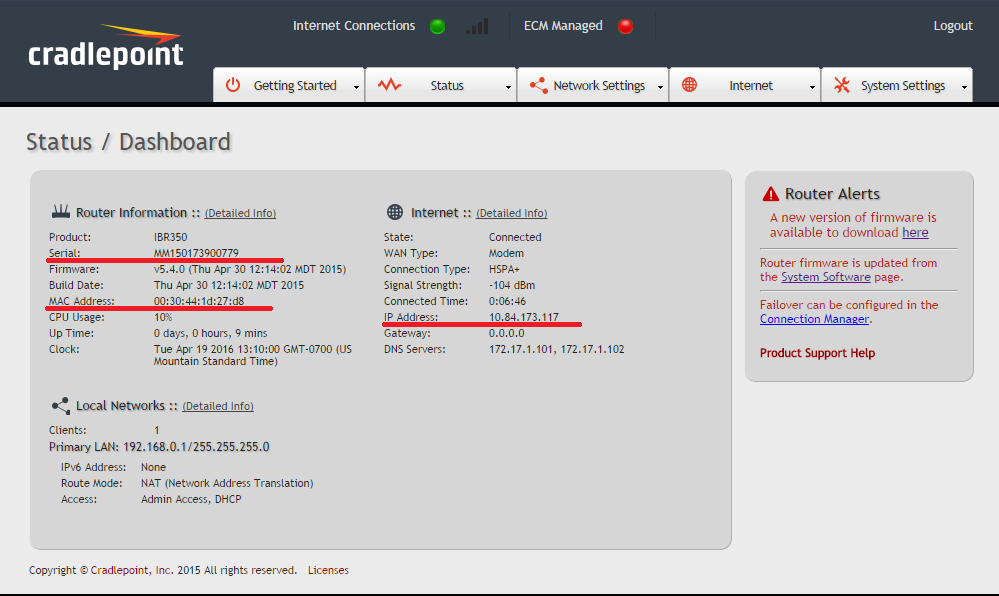 cradlepoint
Internet Connections
ECM Managed
Logout
Getting Started
Status
Network Settings
Internet
System Settings
Status / Dashboard
Router Information :: (Detailed Info)
Product: IBR350
Serial: MM150173900779
Firmware: v5.4.0 (Thu Apr 30 12:14:02 MDT 2015)
Build Date: Thu Apr 30 12:14:02 MDT 2015
MAC Address: 00:30:44:1d:27:d8
CPU Usage: 10%
Up Time: 0 days, 0 hours, 9 mins
Clock: Tue Apr 19 2016 13:10:00 GMT-0700 (US
Mountain Standard Time)
Internet :: (Detailed Info)
State: Connected
WAN Type: Modem
Connection Type: HSPA+
Signal Strength: -104 dBm
Connected Time: 0:06:46
IP Address: 10.84.173.117
Gateway: 0.0.0.0
DNS Servers: 172.17.1.101, 172.17.1.102
Local Networks :: (Detailed Info)
Clients: 1
Primary LAN: 192.168.0.1/255.255.255.0
IPv6 Address: None
Route Mode: NAT (Network Address Translation)
Access: Admin Access, DHCP
Router Alerts
A new version of firmware is
available to download here
Router firmware is updated from
the System Software page.
Failover can be configured in the
Connection Manager.
Product Support Help
Copyright © Cradlepoint, Inc. 2015 All rights reserved. Licenses